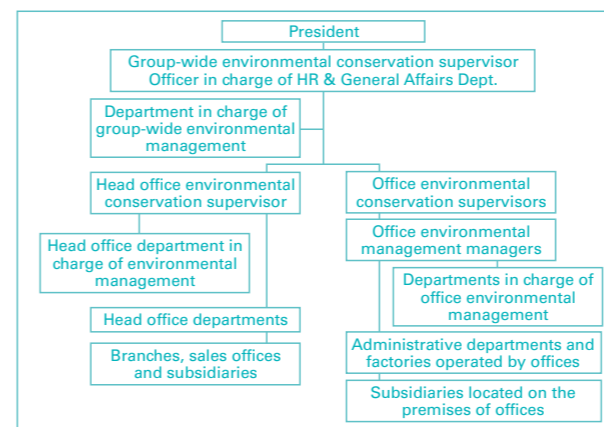 President
Group-wide environmental conservation supervisor
Officer in charge of HR & General Affairs Dept.
Department in charge of
group-wide environmental
management
Head office environmental
conservation supervisor
Head office department in
charge of environmental
management
Head office departments
Branches, sales offices
and subsidiaries
Office environmental
conservation supervisors
Office environmental
management managers
Departments in charge of
office environmental
management
Administrative departments and
factories operated by offices
Subsidiaries located on the
premises of offices